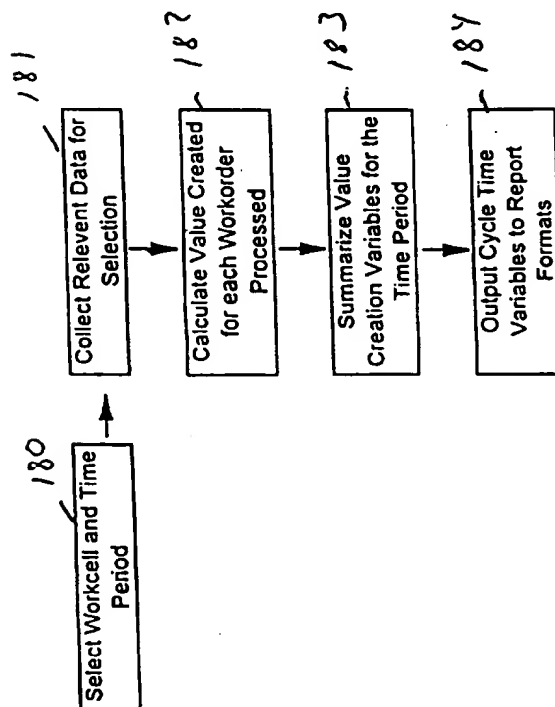 180
Select Workcell and Time
Period
181
Collect Relevent Data for
Selection
182
Calculate Value Created
for each Workorder
Processed
183
Summarize Value
Creation Variables for the
Time Period
184
Output Cycle Time
Variables to Report
Formats